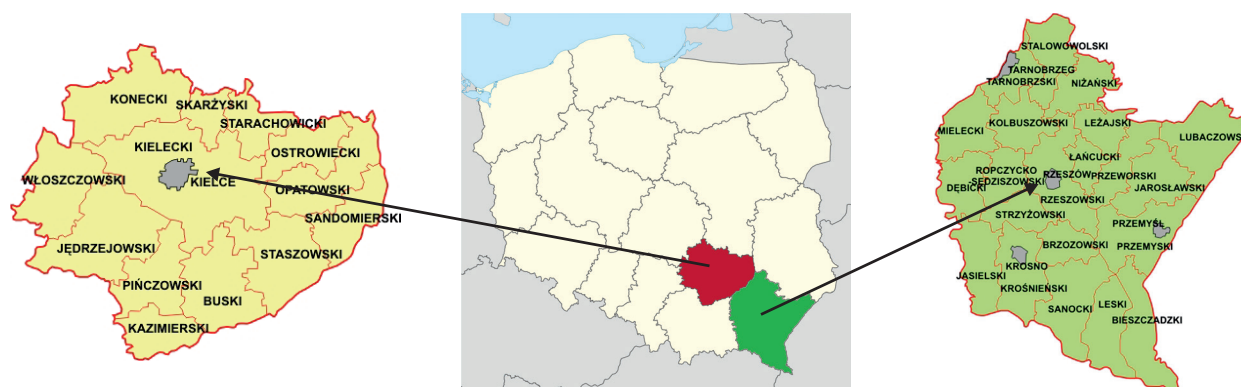 KONECKI
SKARŻYSKI
STARACHOWICKI
KIELECKI
OSTROWIECKI
WŁOSZCZOWSKI
KIELCE
OPATOWSKI
SANDOMIERSKI
JĘDRZEJOWSKI
STASZOWSKI
PIŃCZOWSKI
BUSKI
KAZIMIERSKI
STALOWOWOLSKI
TARNOBRZEG
TARNOBRZSKI
NIŻAŃSKI
KOLBUSZOWSKI
LEŻAJSKI
MIELECKI
LUBACZOWSKI
ŁAŃCUCKI
ROPCZYCKO
SĘDZISZOWSKI
RZESZÓW
PRZEWORSKI
DĘBICKI
JAROSŁAWSKI
RZESZOWSKI
STRZYŻOWSKI
PRZEMYŚL
BRZOZOWSKI
PRZEMYSKI
KROSNO
JASIELSKI
KROŚNIEŃSKI
LESKI
SANOCKI
BIESZCZADZKI